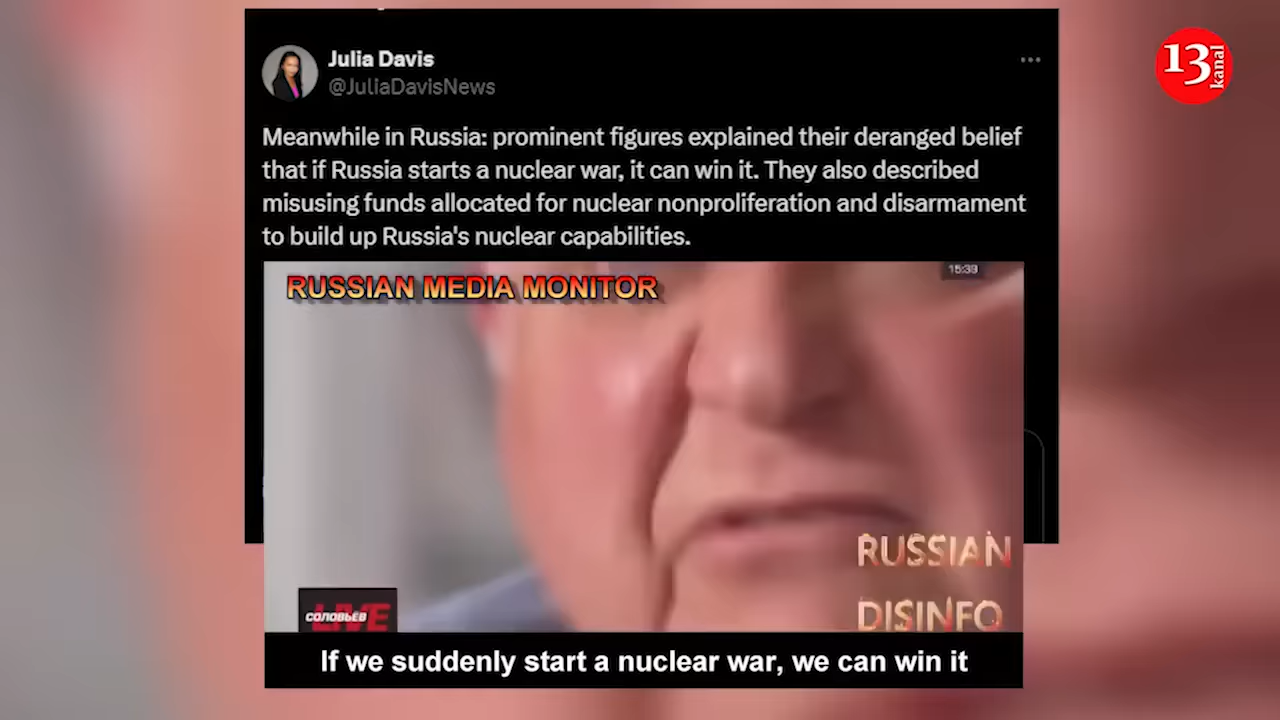 13
kanal
Julia Davis
@JuliaDavisNews
Meanwhile in Russia: prominent figures explained their deranged belief
that if Russia starts a nuclear war, it can win it. They also described
misusing funds allocated for nuclear nonproliferation and disarmament
to build up Russia's nuclear capabilities.
RUSSIAN MEDIA MONITOR
15:39
RUSSIAN
DISINFO
СОЛОВЬЁВ
LIVE
If we suddenly start a nuclear war, we can win it